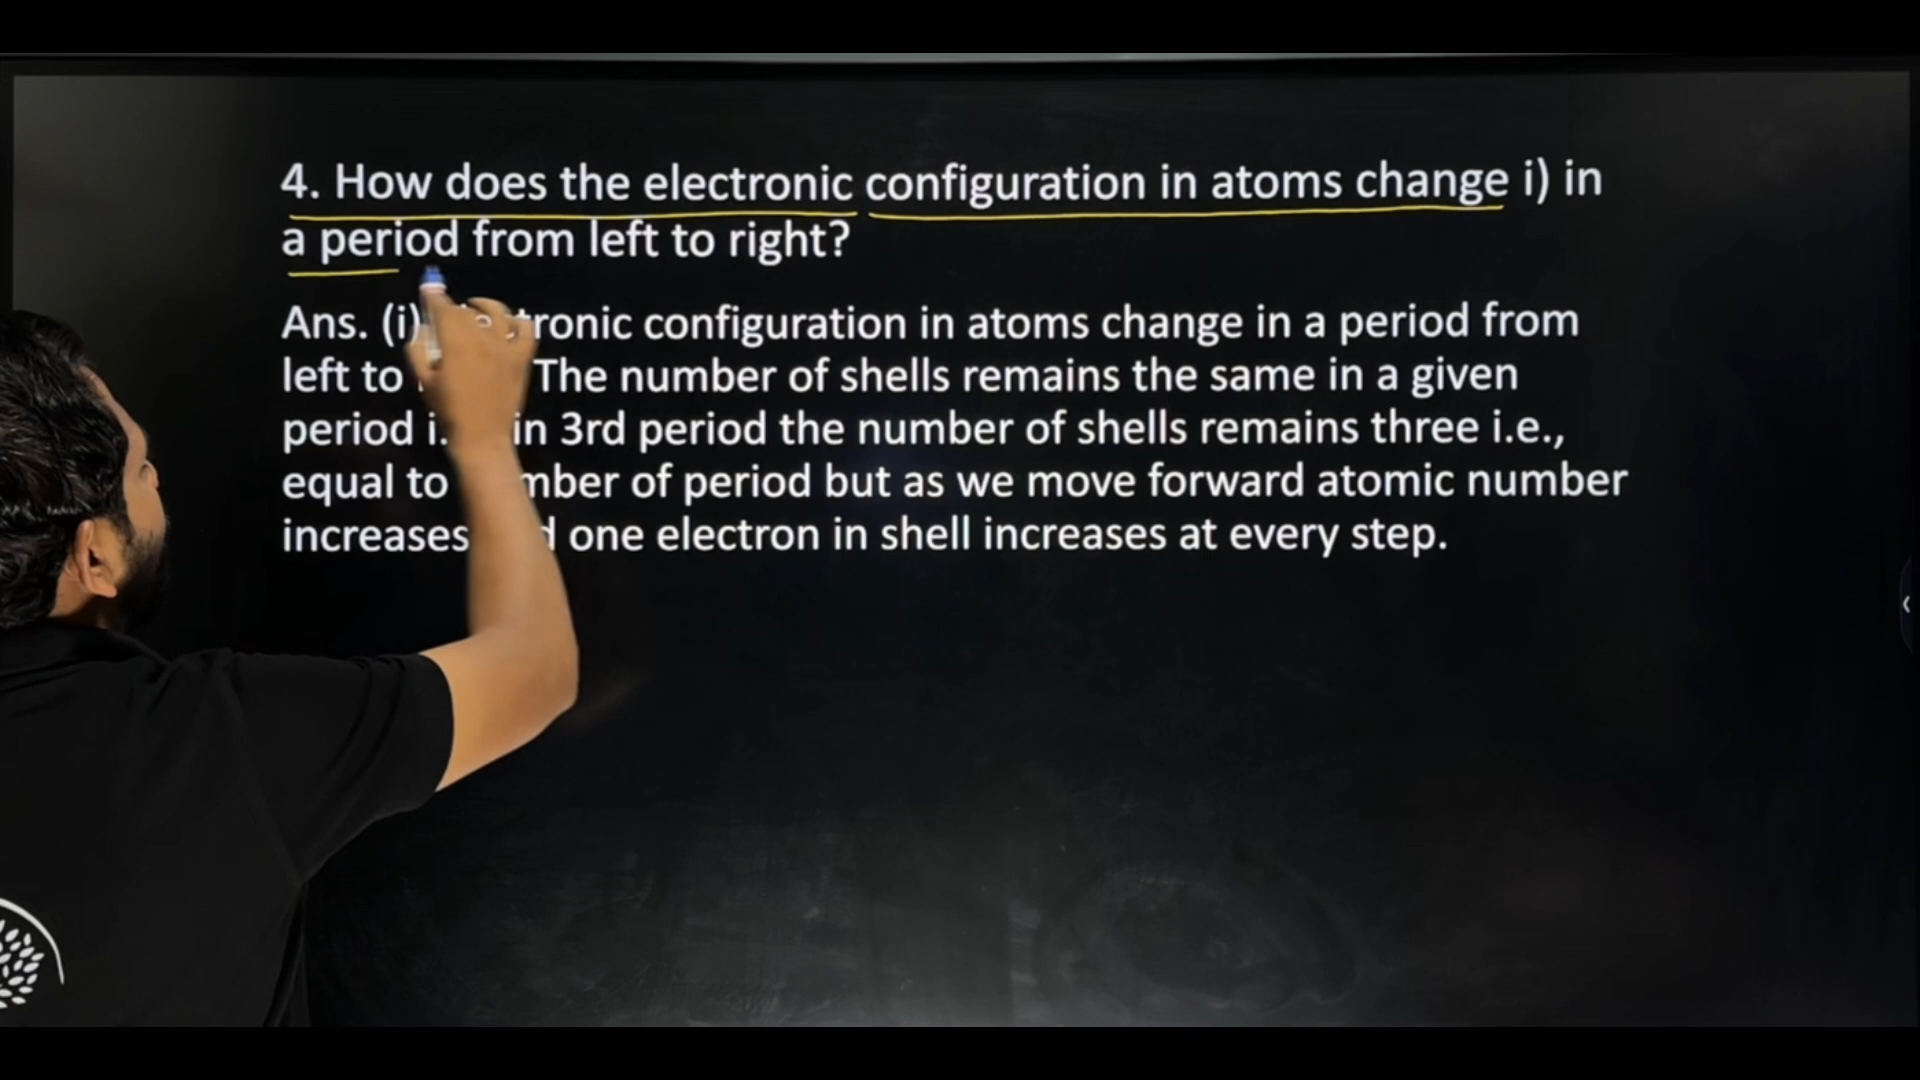 4. How does the electronic configuration in atoms change i) in
a period from left to right?
Ans. (i) configuration in atoms change in a period from
left to The number of shells remains the same in a given
period in 3rd period the number of shells remains three i.e.,
equal to of period but as we move forward atomic number
increases one electron in shell increases at every step.